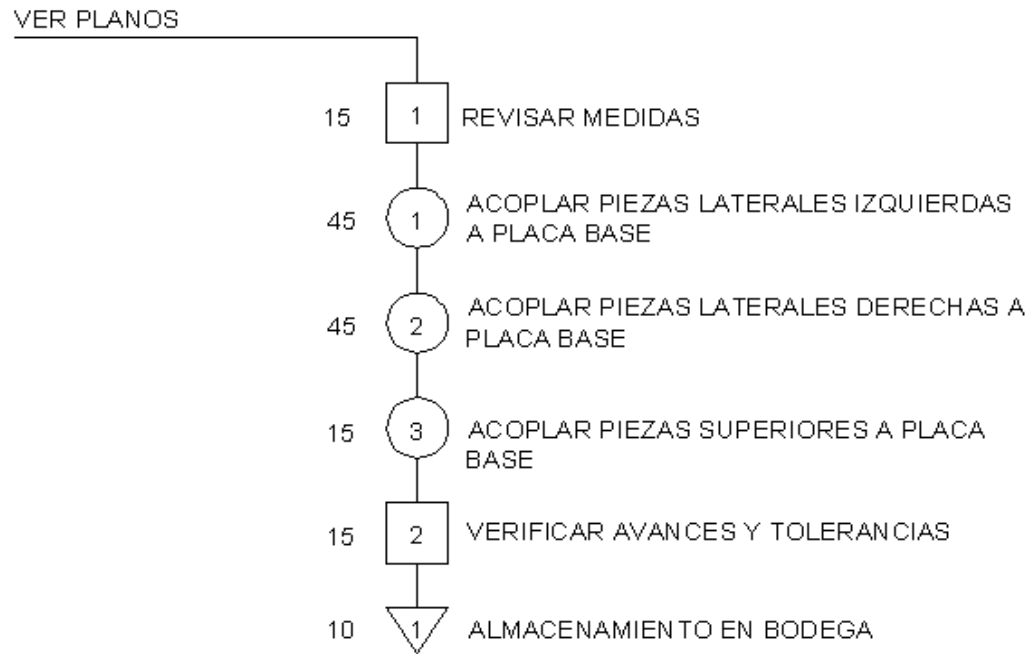 VER PLANOS
15 1 REVISAR MEDIDAS
45 1 ACOPLAR PIEZAS LATERALES IZQUIERDAS
A PLACA BASE
45 2 ACOPLAR PIEZAS LATERALES DERECHAS A
PLACA BASE
15 3 ACOPLAR PIEZAS SUPERIORES A PLACA
BASE
15 2 VERIFICAR AVANCES Y TOLERANCIAS
10 1 ALMACENAMIENTO EN BODEGA